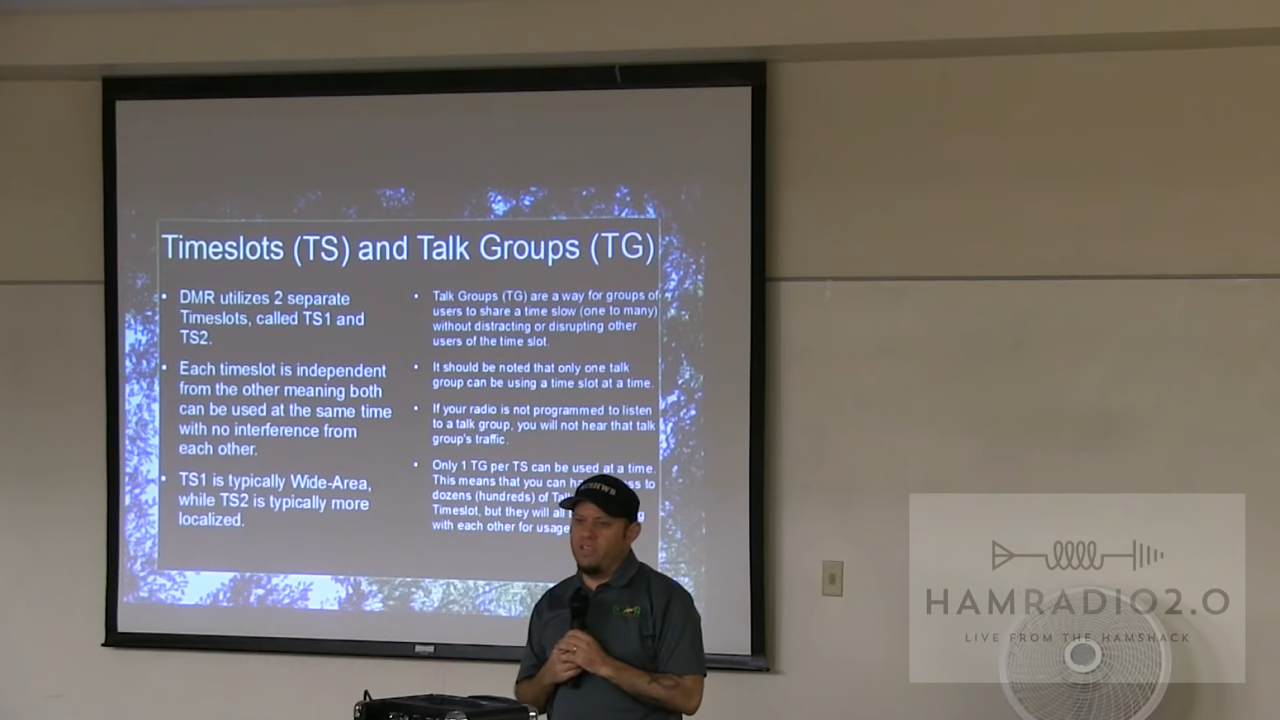 Timeslots (TS) and Talk Groups (TG)
DMR utilizes 2 separate
Timeslots, called TS1 and
TS2.
Each timeslot is independent
from the other meaning both
can be used at the same time
with no interference from
each other.
TS1 is typically Wide-Area,
while TS2 is typically more
localized.
Talk Groups (TG) are a way for groups of
users to share a time slow (one to many)
without distracting or disrupting other
users of the time slot.
It should be noted that only one talk
group can be using a time slot at a time.
If your radio is not programmed to listen
to a talk group, you will not hear that talk
group's traffic.
Only 1 TG per TS can be used at a time.
This means that you can to
dozens (hundreds) of
Timeslot, but they will all
with each other for usage
HAMRADIO2.0
LIVE FROM THE HAMSHACK